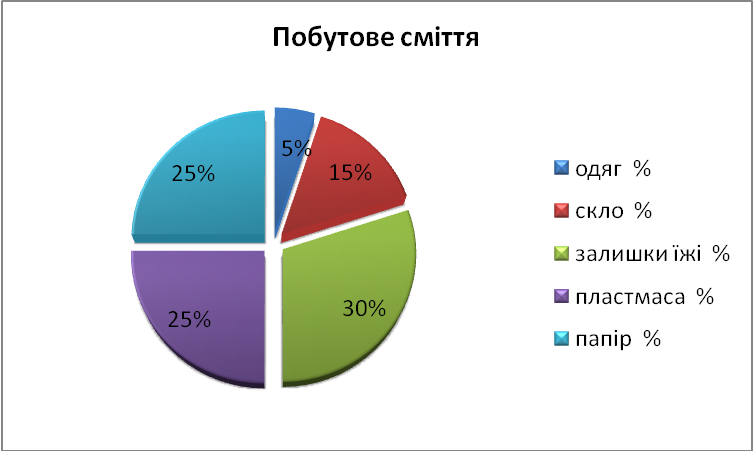 Побутове сміття
5%
15%
30%
25%
25%
одяг %
скло %
залишки їжі %
пластмаса %
папір %